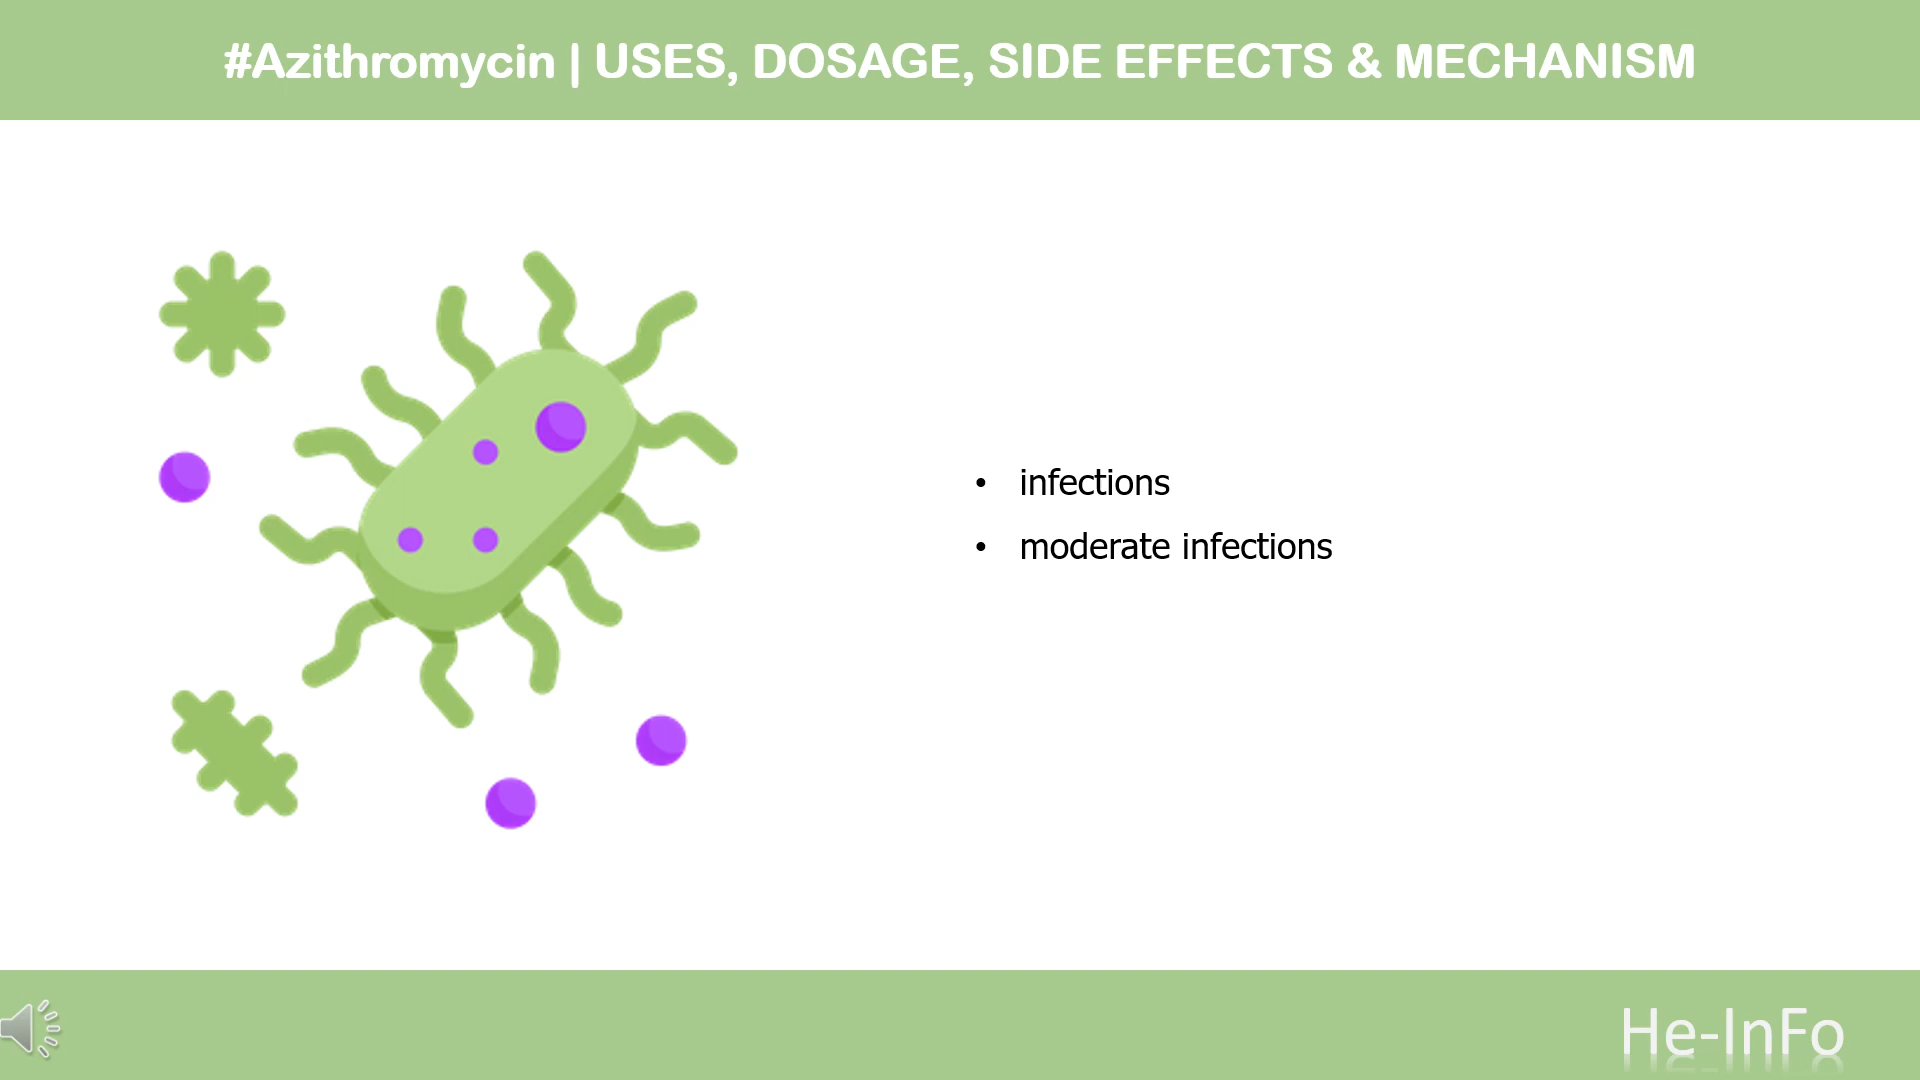 #Azithromycin | USES, DOSAGE, SIDE EFFECTS & MECHANISM
• infections
• moderate infections
He-InFo